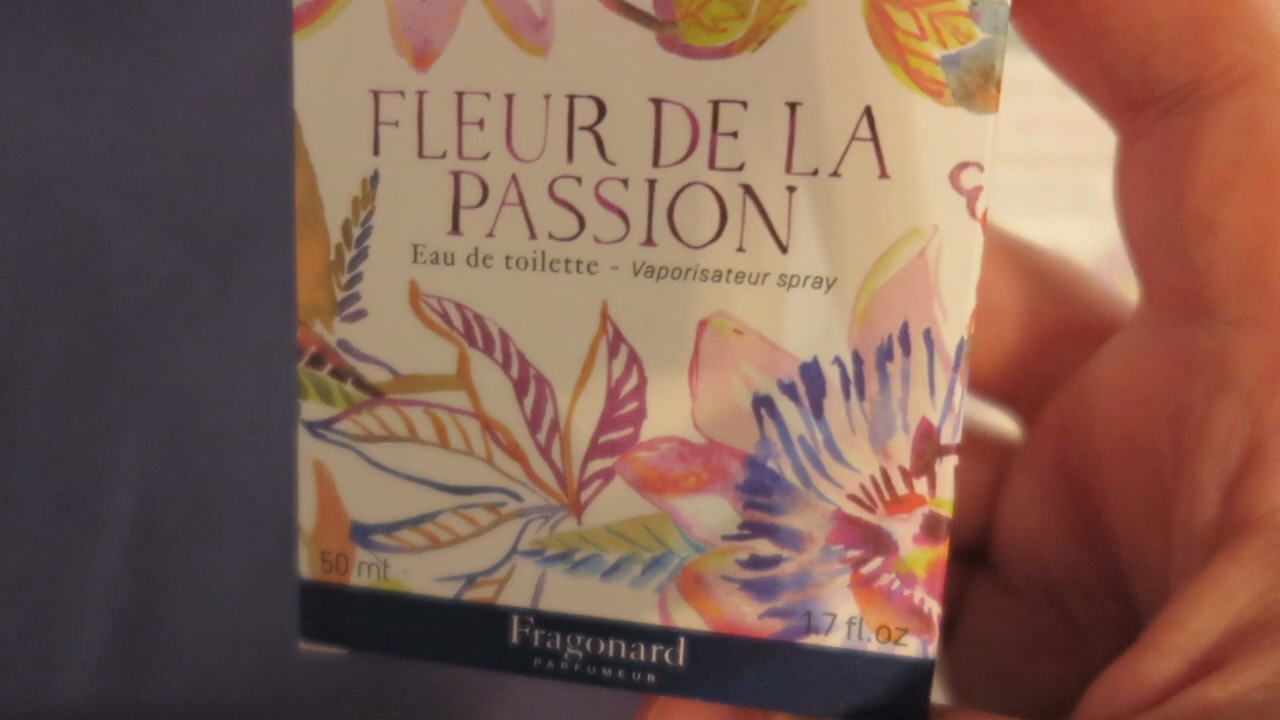 FLEUR DE LA
PASSION
Eau de toilette - Vaporisateur spray
50 ml
1.7 fl.oz
Fragonard
PARFUMEUR